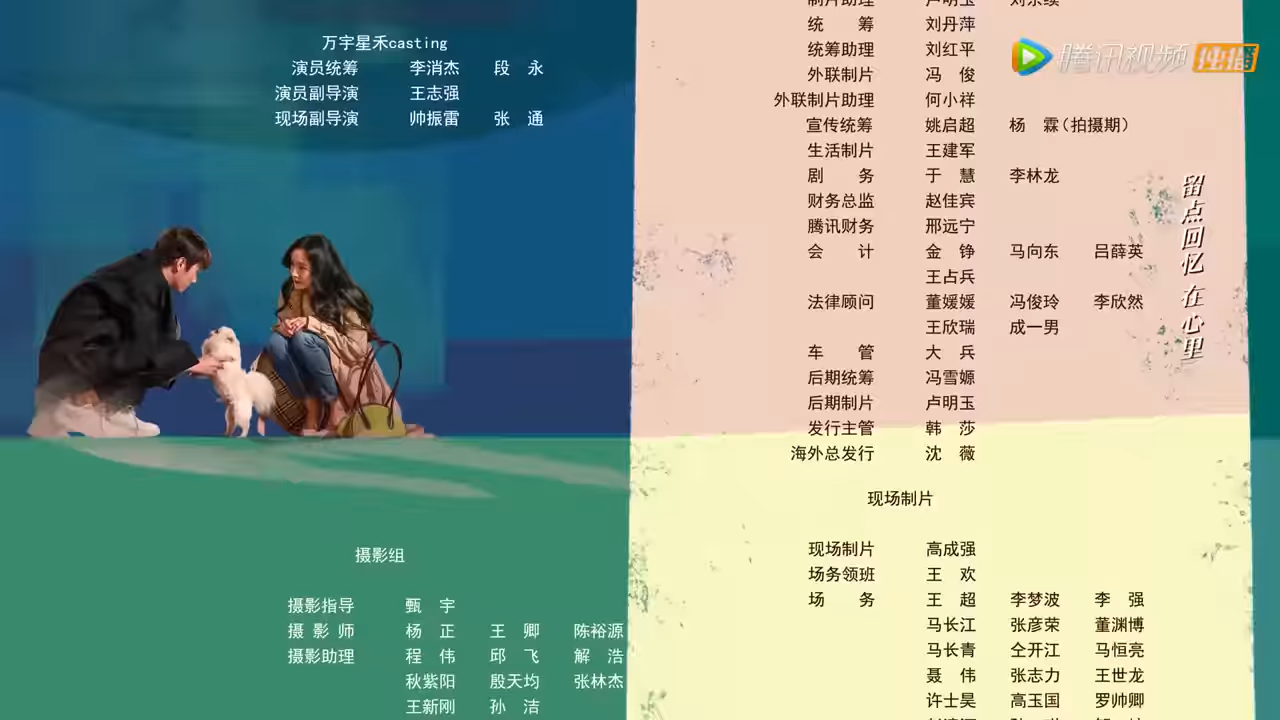 万宇星禾casting
演员统筹 李消杰 段 永
演员副导演 王志强
现场副导演 帅振雷 张 通
摄影组
摄影指导 甄 宇
摄 影 师 杨 正 王 卿 陈裕源
摄影助理 程 伟 邱 飞 解 浩
秋紫阳 殷天均 张林杰
王新刚 孙 洁
制片助理 卢明玉
统 筹 刘丹萍
统筹助理 刘红平
外联制片 冯 俊
外联制片助理 何小祥
宣传统筹 姚启超 杨 霖(拍摄期)
生活制片 王建军
剧 务 于 慧 李林龙
财务总监 赵佳宾
腾讯财务 邢远宁
会 计 金 铮 马向东 吕薛英
王占兵
法律顾问 董媛媛 冯俊玲 李欣然
王欣瑞 成一男
车 管 大 兵
后期统筹 冯雪嫄
后期制片 卢明玉
发行主管 韩 莎
海外总发行 沈 薇
现场制片
现场制片 高成强
场务领班 王 欢
场 务 王 超 李梦波 李 强
马长江 张彦荣 董渊博
马长青 仝开江 马恒亮
聂 伟 张志力 王世龙
许士昊 高玉国 罗帅卿
腾讯视频 独播
留点回忆 在心里